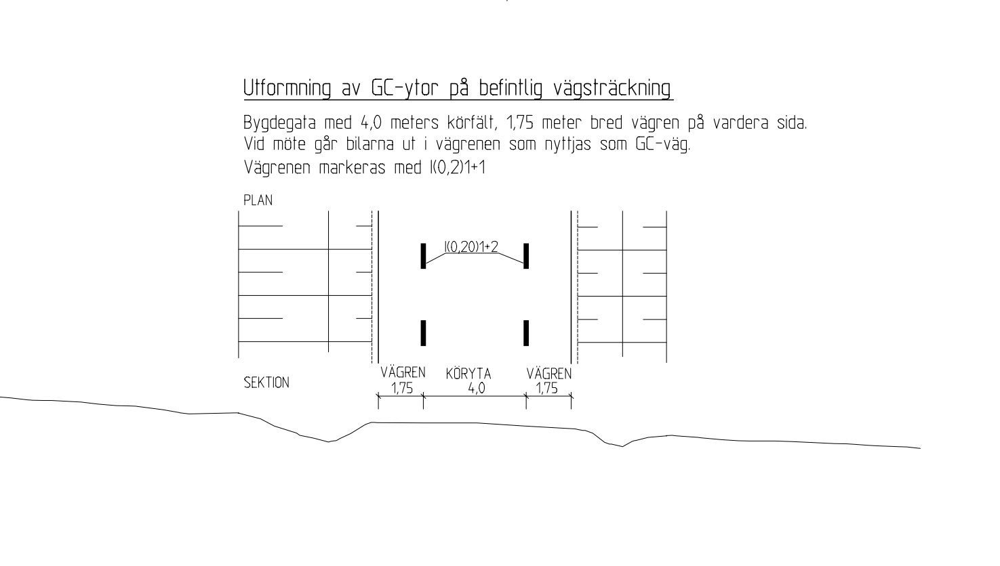 Utformning av GC-ytor på befintlig vägsträckning
Bygdegata med 4,0 meters körfält, 1,75 meter bred vägren på vardera sida.
Vid möte går bilarna ut i vägrenen som nyttjas som GC-väg.
Vägrenen markeras med I(0,2)1+1
PLAN
I(0,20)1+2
VÄGREN KÖRYTA VÄGREN
1,75 4,0 1,75
SEKTION